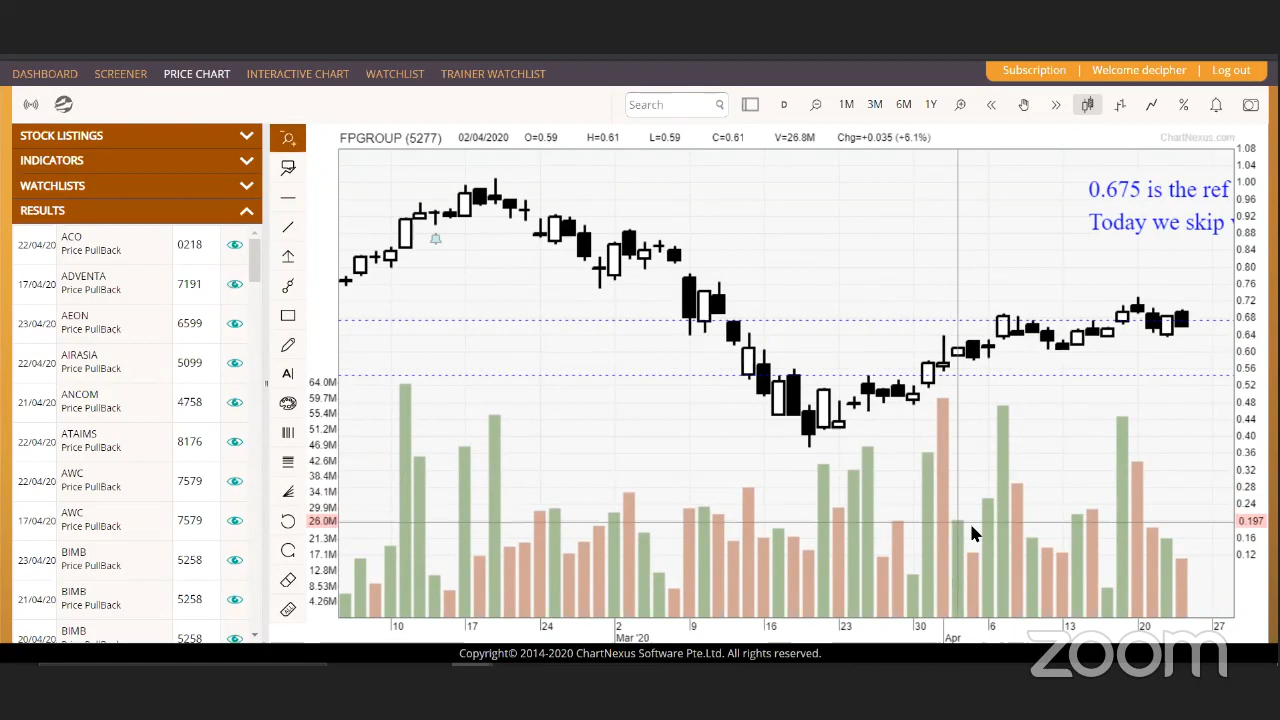 DASHBOARD SCREENER PRICE CHART INTERACTIVE CHART WATCHLIST TRAINER WATCHLIST
Subscription | Welcome decipher | Log out
Search D 1M 3M 6M 1Y %
STOCK LISTINGS
INDICATORS
WATCHLISTS
RESULTS
22/04/20 ACO 0218
Price PullBack
17/04/20 ADVENTA 7191
Price PullBack
23/04/20 AEON 6599
Price PullBack
22/04/20 AIRASIA 5099
Price PullBack
21/04/20 ANCOM 4758
Price PullBack
22/04/20 ATAIMS 8176
Price PullBack
22/04/20 AWC 7579
Price PullBack
17/04/20 AWC 7579
Price PullBack
22/04/20 BIMB 5258
Price PullBack
21/04/20 BIMB 5258
Price PullBack
20/04/20 BIMB 5258
Price PullBack
A|
FPGROUP (5277) 02/04/2020 O=0.59 H=0.61 L=0.59 C=0.61 V=26.8M Chg=+0.035 (+6.1%)
ChartNexus.com
0.675 is the ref
Today we skip
1.08
1.04
1.00
0.96
0.92
0.88
0.84
0.80
0.76
0.72
0.68
0.64
0.60
0.56
0.52
0.48
0.44
0.40
0.36
0.32
0.28
0.24
0.197
0.16
0.12
64.0M
59.7M
55.4M
51.2M
46.9M
42.6M
38.4M
34.1M
29.9M
26.0M
21.3M
17.1M
12.8M
8.53M
4.26M
10 17 24 2 9 16 23 30 6 13 20 27
Mar '20 Apr
Copyright© 2014-2020 ChartNexus Software Pte.Ltd. All rights reserved.
zoom